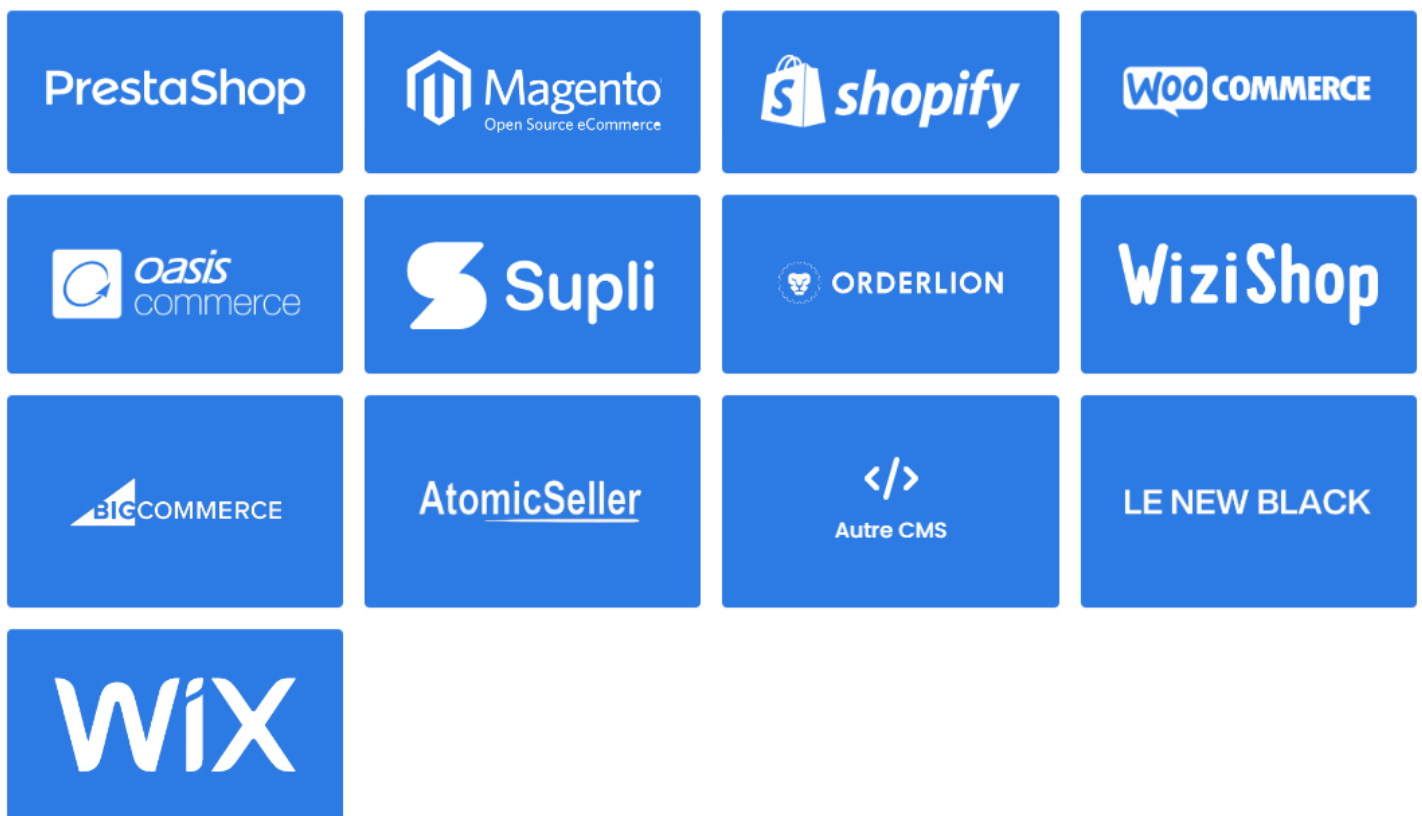 PrestaShop
Magento
Open Source eCommerce
S shopify
WOO COMMERCE
oasis
commerce
Supli
ORDERLION
WiziShop
BIGCOMMERCE
AtomicSeller
</>
Autre CMS
LE NEW BLACK
WiX